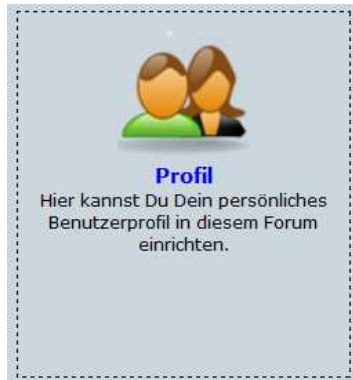 Profil
Hier kannst Du Dein persönliches
Benutzerprofil in diesem Forum
einrichten.